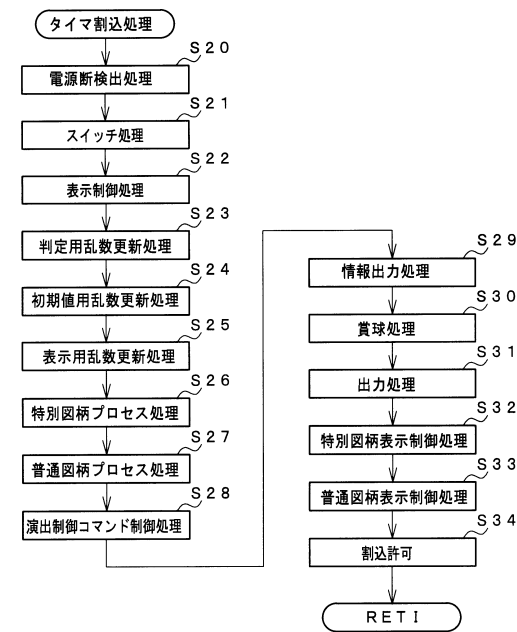 タイマ割込処理
S20
電源断検出処理
S21
スイッチ処理
S22
表示制御処理
S23
判定用乱数更新処理
S24
初期値用乱数更新処理
S25
表示用乱数更新処理
S26
特別図柄プロセス処理
S27
普通図柄プロセス処理
S28
演出制御コマンド制御処理
S29
情報出力処理
S30
賞球処理
S31
出力処理
S32
特別図柄表示制御処理
S33
普通図柄表示制御処理
S34
割込許可
RETI